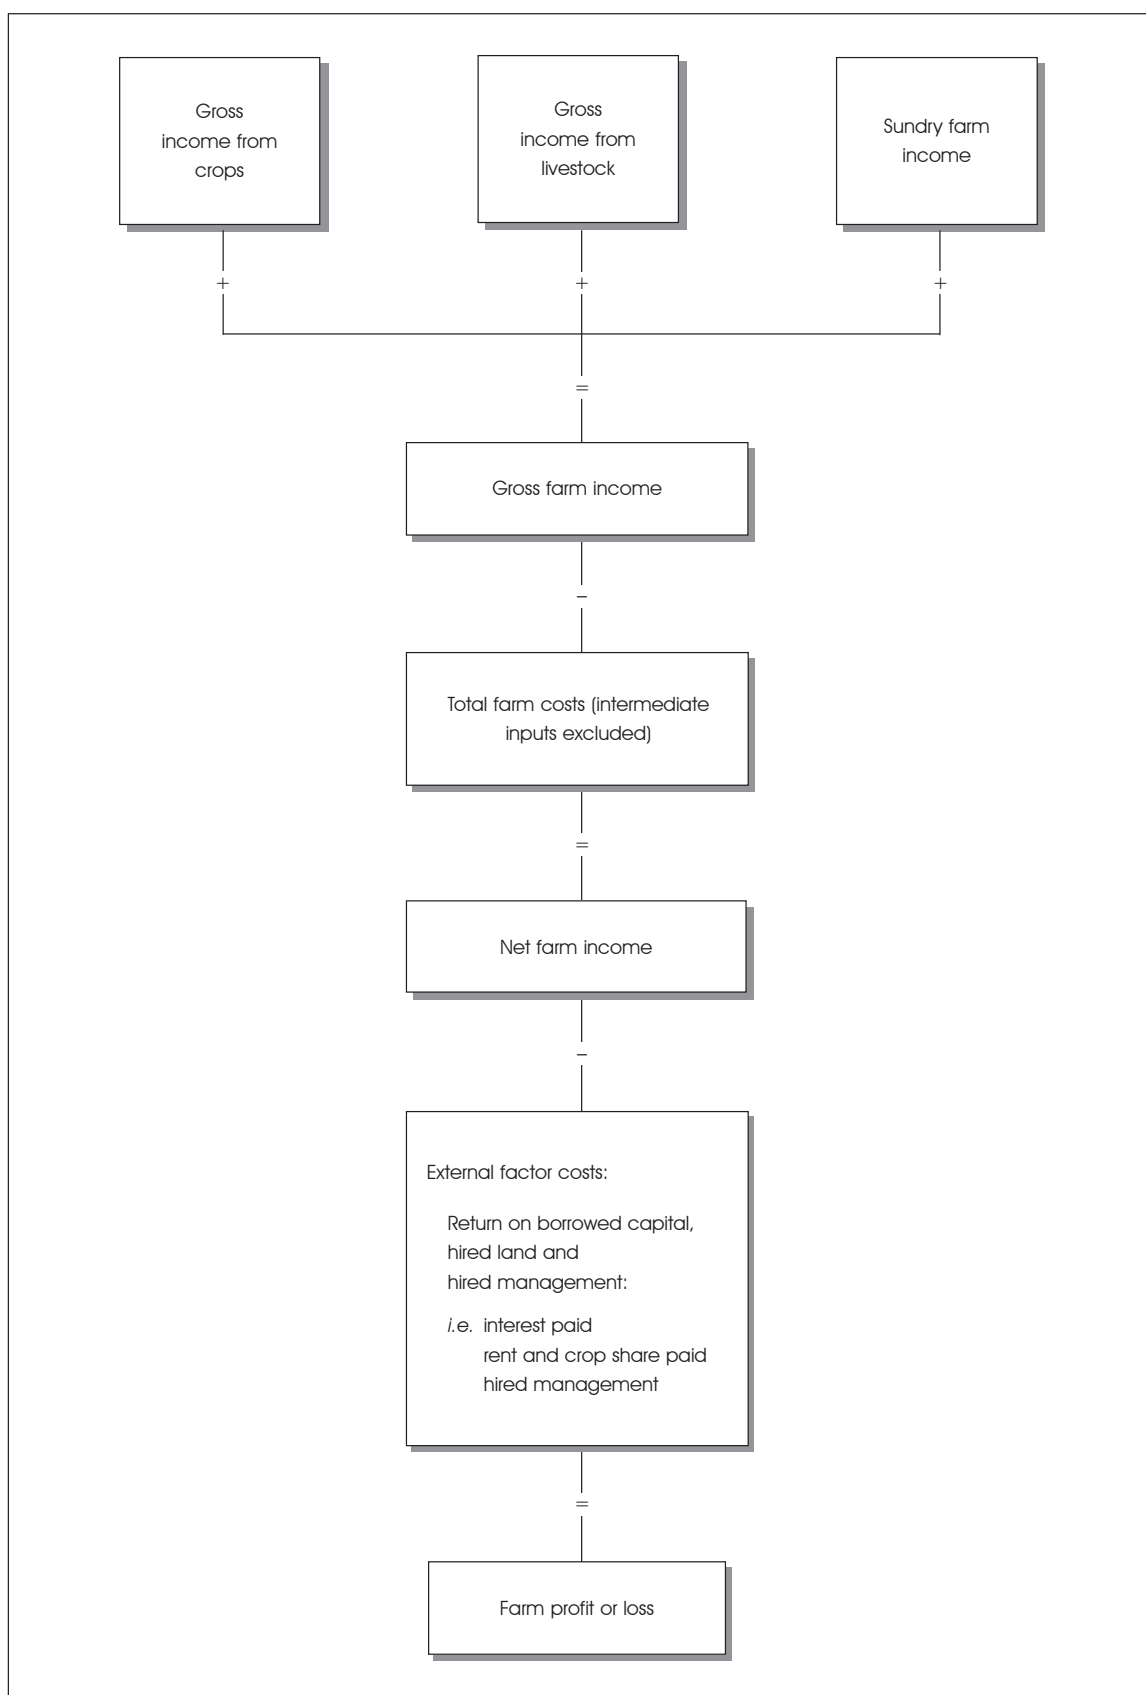 Gross
income from
crops
Gross
income from
livestock
Sundry farm
income
+
+
+
=
Gross farm income
–
Total farm costs (intermediate
inputs excluded)
=
Net farm income
–
External factor costs:
Return on borrowed capital,
hired land and
hired management:
i.e. interest paid
rent and crop share paid
hired management
=
Farm profit or loss